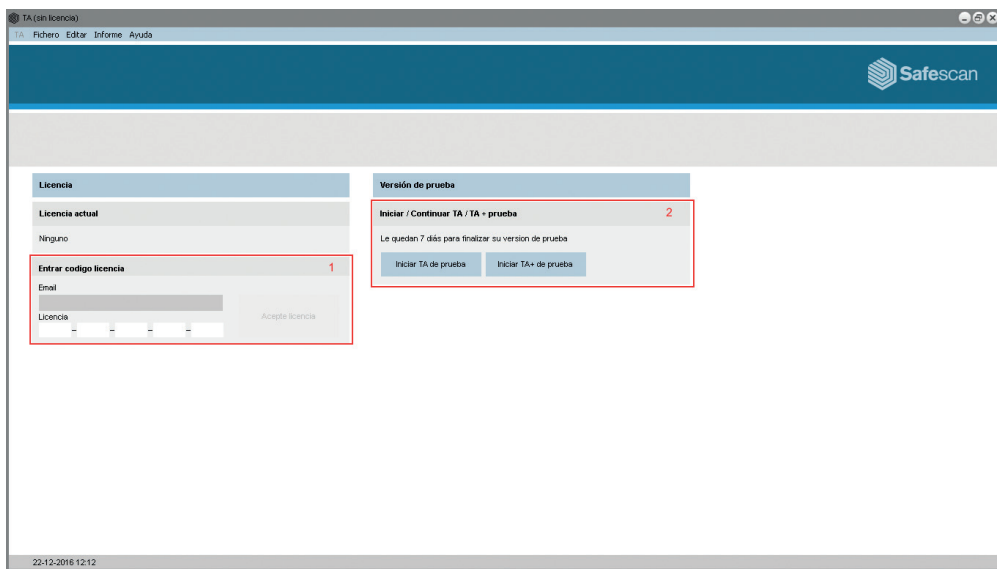 TA (sin licencia)
TA Fichero Editar Informe Ayuda
Safescan
Licencia
Licencia actual
Ninguno
Entrar codigo licencia 1
Email
Licencia
- - - -
Acepte licencia
Versión de prueba
Iniciar / Continuar TA / TA + prueba 2
Le quedan 7 diás para finalizar su version de prueba
Iniciar TA de prueba Iniciar TA+ de prueba
22-12-2016 12:12